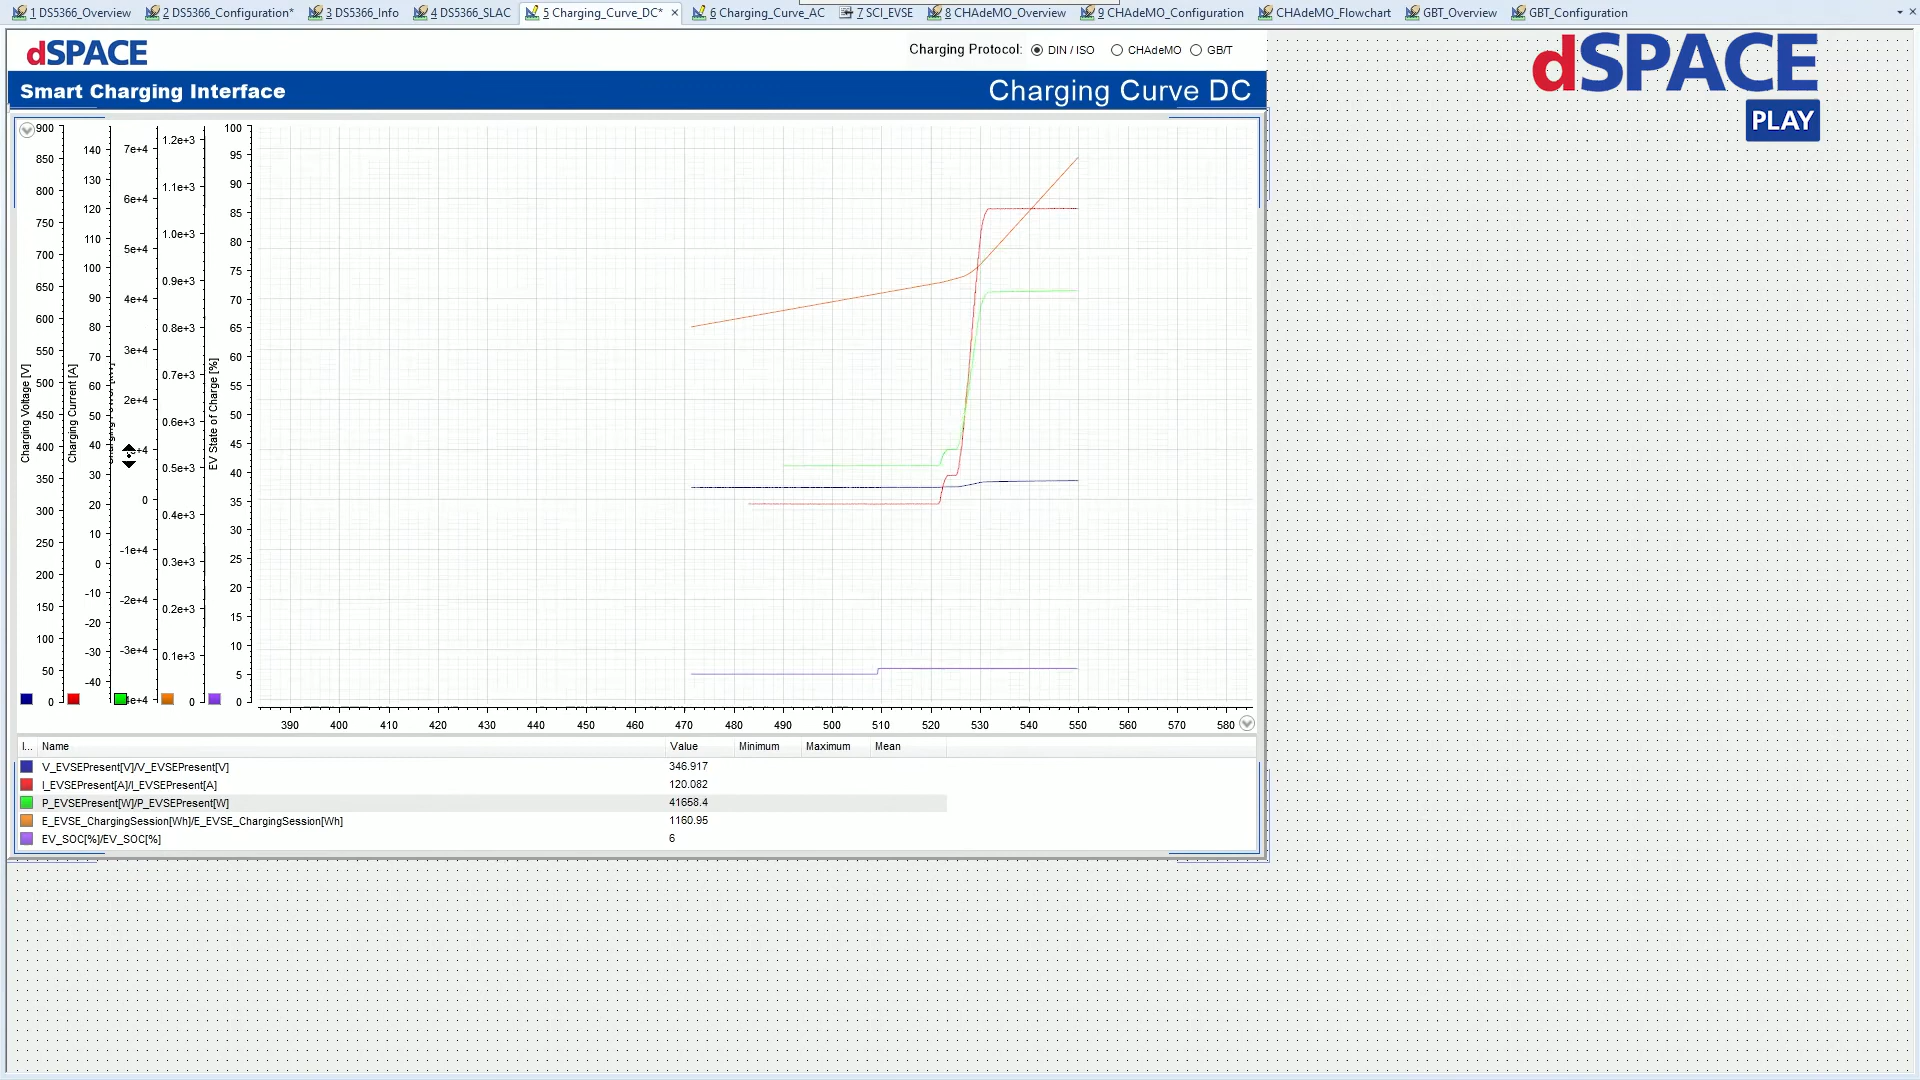 1 DS5366_Overview 2 DS5366_Configuration* 3 DS5366_Info 4 DS5366_SLAC 5 Charging_Curve_DC* 6 Charging_Curve_AC 7 SCI_EVSE 8 CHAdeMO_Overview 9 CHAdeMO_Configuration CHAdeMO_Flowchart GBT_Overview GBT_Configuration
dSPACE
Charging Protocol: DIN / ISO CHAdeMO GB/T
dSPACE
PLAY
Smart Charging Interface
Charging Curve DC
Charging Voltage [V]
900
850
800
750
700
650
600
550
500
450
400
350
300
250
200
150
100
50
0
Charging Current [A]
140
130
120
110
100
90
80
70
60
50
40
30
20
10
0
-10
-20
-30
-40
7e+4
6e+4
5e+4
4e+4
3e+4
2e+4
0
-1e+4
-2e+4
-3e+4
1.2e+3
1.1e+3
1.0e+3
0.9e+3
0.8e+3
0.7e+3
0.6e+3
0.5e+3
0.4e+3
0.3e+3
0.2e+3
0.1e+3
0
EV State of Charge [%]
100
95
90
85
80
75
70
65
60
55
50
45
40
35
30
25
20
15
10
5
0
390 400 410 420 430 440 450 460 470 480 490 500 510 520 530 540 550 560 570 580
I... Name Value Minimum Maximum Mean
V_EVSEPresent[V]/V_EVSEPresent[V] 346.917
I_EVSEPresent[A]/I_EVSEPresent[A] 120.082
P_EVSEPresent[W]/P_EVSEPresent[W] 41658.4
E_EVSE_ChargingSession[Wh]/E_EVSE_ChargingSession[Wh] 1160.95
EV_SOC[%]/EV_SOC[%] 6